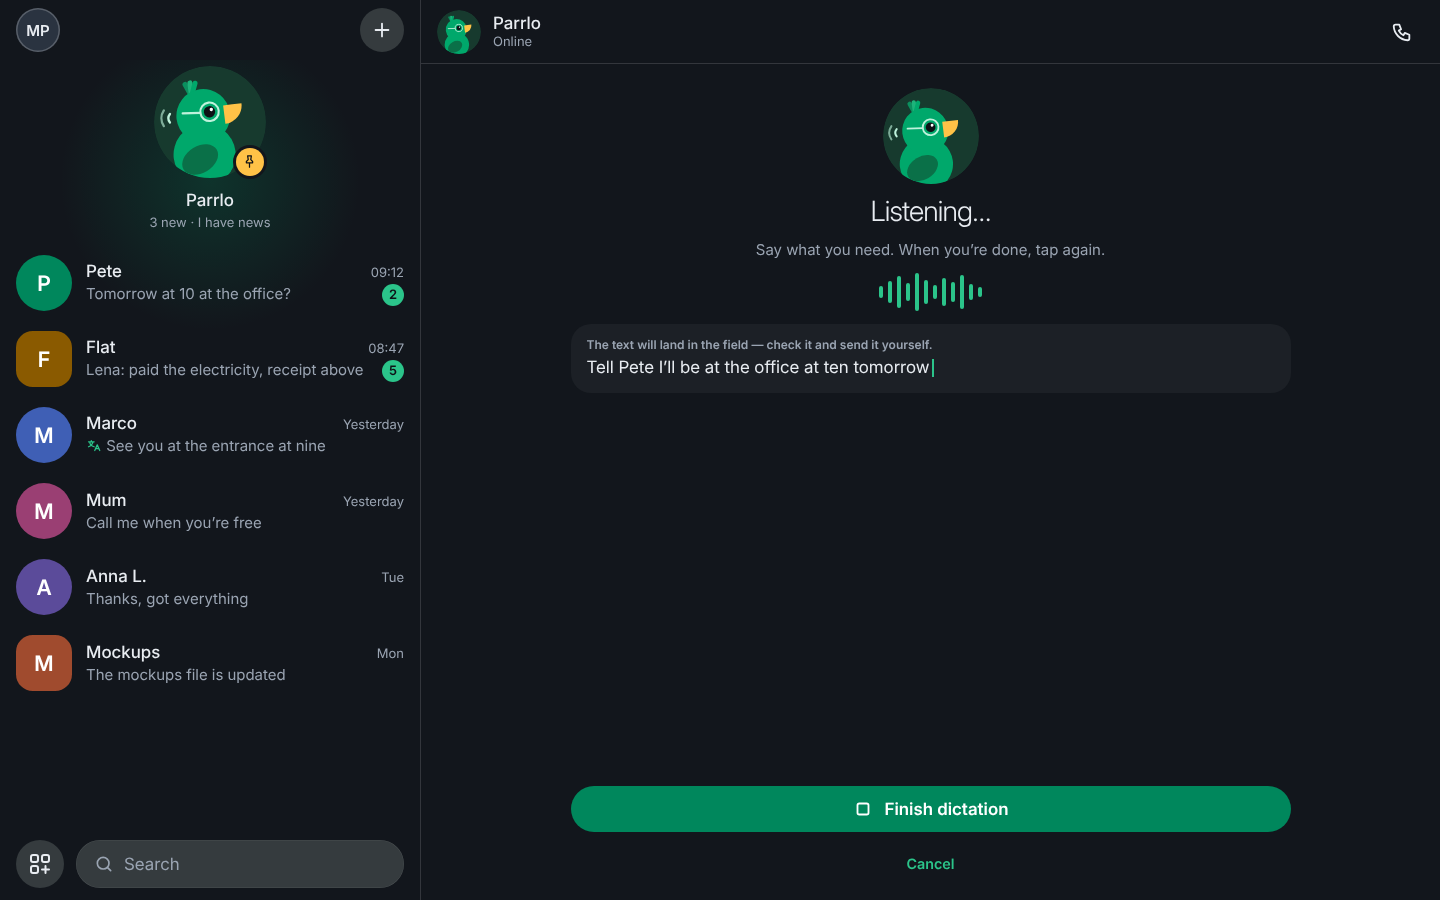 MP
Parrlo
3 new · I have news
P
Pete
09:12
Tomorrow at 10 at the office?
2
F
Flat
08:47
Lena: paid the electricity, receipt above
5
M
Marco
Yesterday
See you at the entrance at nine
M
Mum
Yesterday
Call me when you’re free
A
Anna L.
Tue
Thanks, got everything
M
Mockups
Mon
The mockups file is updated
Search
Parrlo
Online
Listening...
Say what you need. When you’re done, tap again.
The text will land in the field — check it and send it yourself.
Tell Pete I’ll be at the office at ten tomorrow
Finish dictation
Cancel